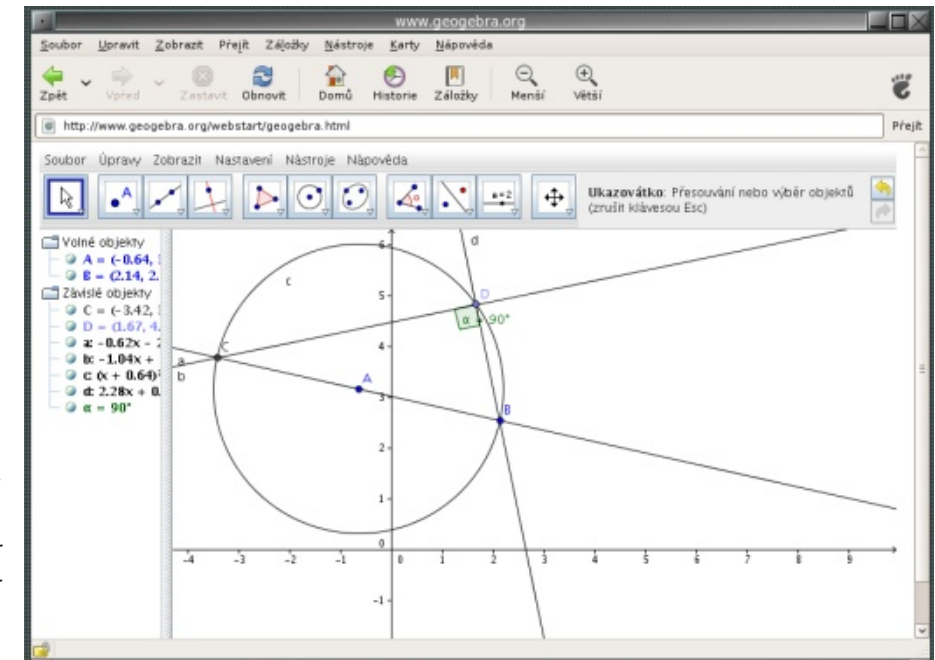 www.geogebra.org
Soubor Upravit Zobrazit Přejít Záložky Nástroje Karty Nápověda
Zpět Vpřed Zastavit Obnovit Domů Historie Záložky Menší Větší
http://www.geogebra.org/webstart/geogebra.html Přejít
Soubor Úpravy Zobrazit Nastavení Nástroje Nápověda
A a=2 Ukazovátko: Přesouvání nebo výběr objektů
(zrušit klávesou Esc)
Volné objekty
A = (-0.64,
B = (2.14, 2.
Závislé objekty
C = (-3.42,
D = (1.67, 4.
a: -0.62x -
b: -1.04x +
c: (x + 0.64)²
d: 2.28x + 0.
α = 90°
d
6
c
5
D
α 90°
4
C
a
b
A
3
B
2
1
0
-4 -3 -2 -1 0 1 2 3 4 5 6 7 8 9
-1